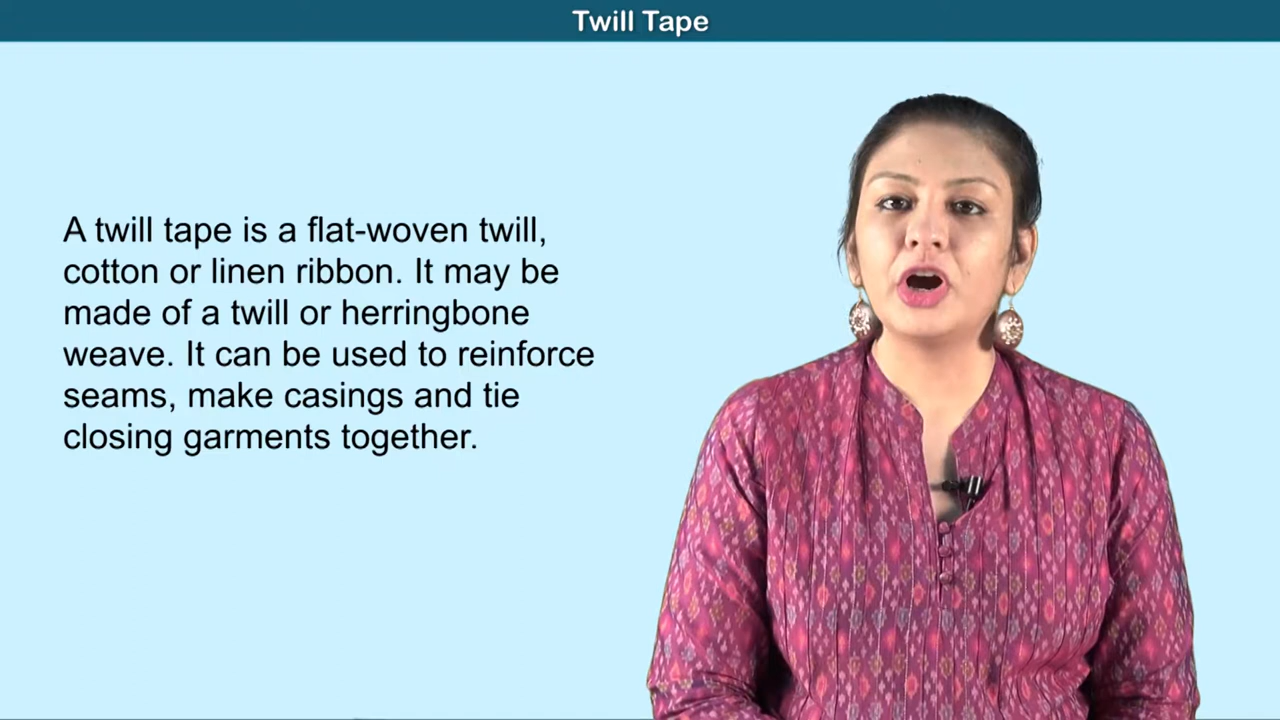 Twill Tape
A twill tape is a flat-woven twill,
cotton or linen ribbon. It may be
made of a twill or herringbone
weave. It can be used to reinforce
seams, make casings and tie
closing garments together.